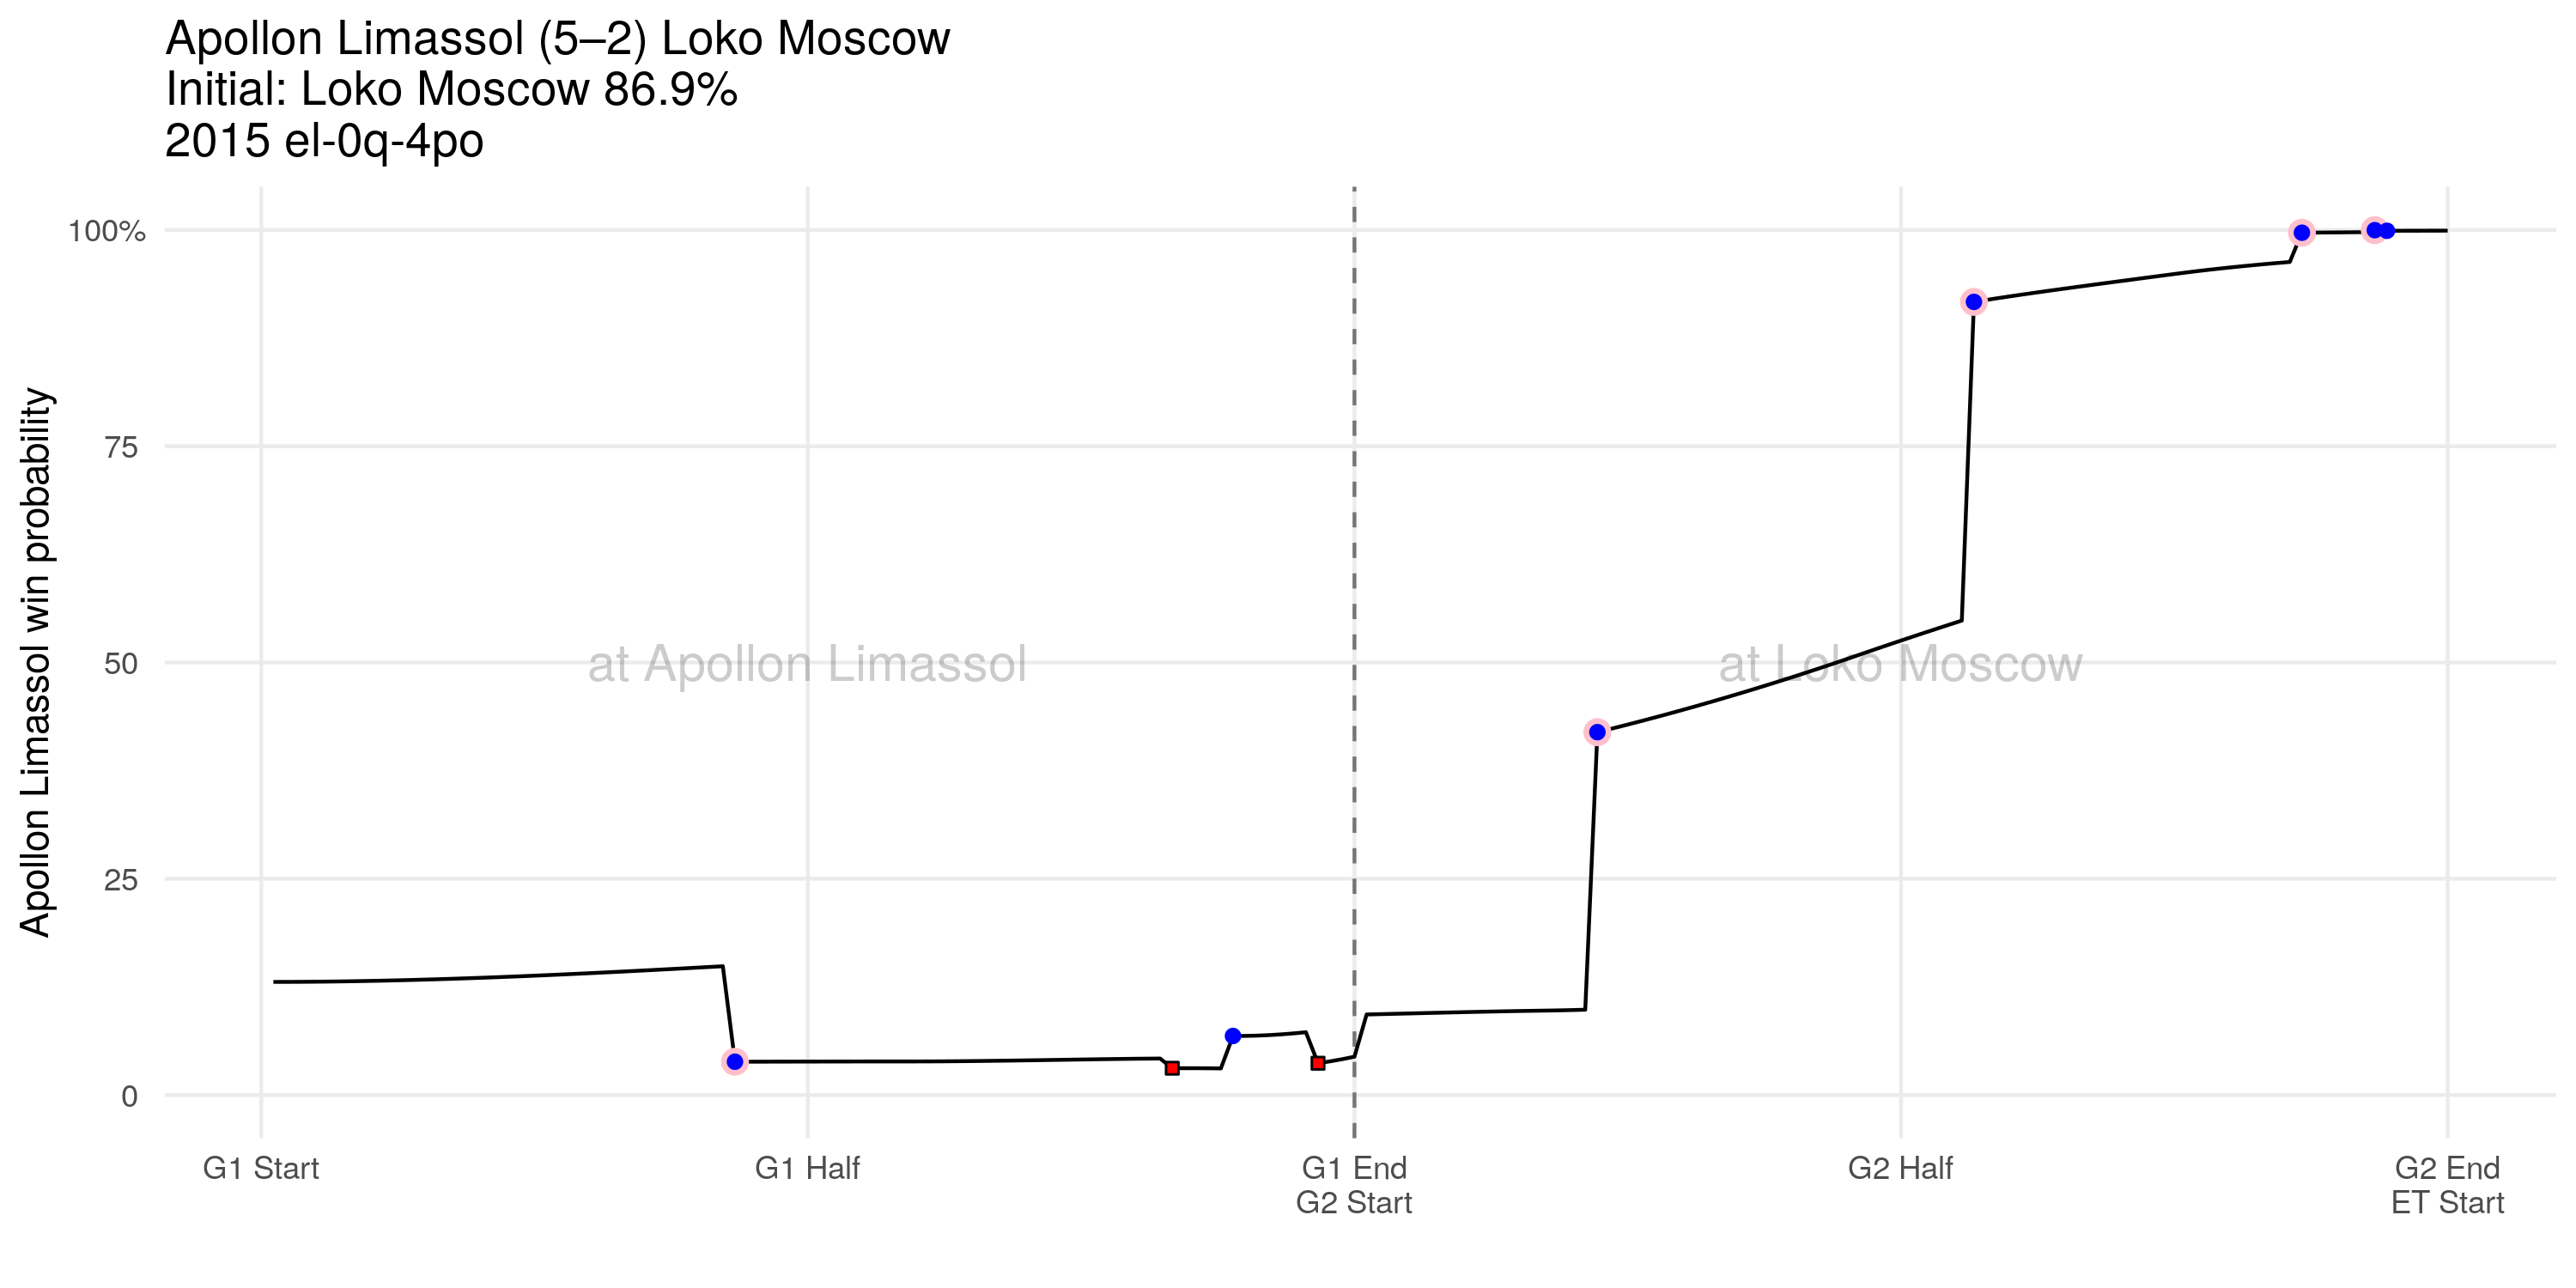 Apollon Limassol (5–2) Loko Moscow
Initial: Loko Moscow 86.9%
2015 el-0q-4po
Apollon Limassol win probability
100%
75
50
25
0
at Apollon Limassol
at Loko Moscow
G1 Start
G1 Half
G1 End
G2 Start
G2 Half
G2 End
ET Start